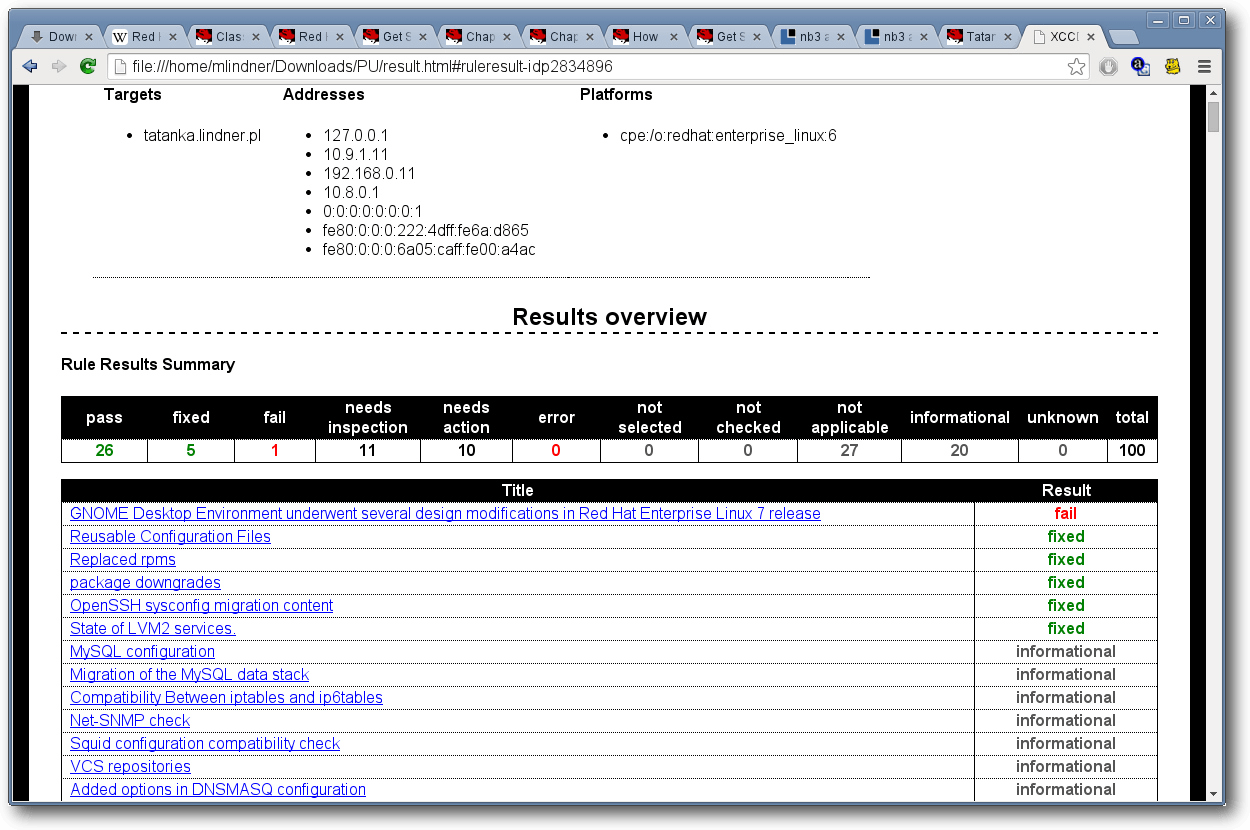 Dow
Red
Clas
Red
Get S
Chap
Chap
How
Get S
nb3 a
nb3 a
Tatan
XCC
file:///home/mlindner/Downloads/PU/result.html#ruleresult-idp2834896
Targets Addresses Platforms
• tatanka.lindner.pl • 127.0.0.1 • cpe:/o:redhat:enterprise_linux:6
• 10.9.1.11
• 192.168.0.11
• 10.8.0.1
• 0:0:0:0:0:0:0:1
• fe80:0:0:0:222:4dff:fe6a:d865
• fe80:0:0:0:6a05:caff:fe00:a4ac
Results overview
Rule Results Summary
pass fixed fail needs inspection needs action error not selected not checked not applicable informational unknown total
26 5 1 11 10 0 0 0 27 20 0 100
Title Result
GNOME Desktop Environment underwent several design modifications in Red Hat Enterprise Linux 7 release fail
Reusable Configuration Files fixed
Replaced rpms fixed
package downgrades fixed
OpenSSH sysconfig migration content fixed
State of LVM2 services. fixed
MySQL configuration informational
Migration of the MySQL data stack informational
Compatibility Between iptables and ip6tables informational
Net-SNMP check informational
Squid configuration compatibility check informational
VCS repositories informational
Added options in DNSMASQ configuration informational